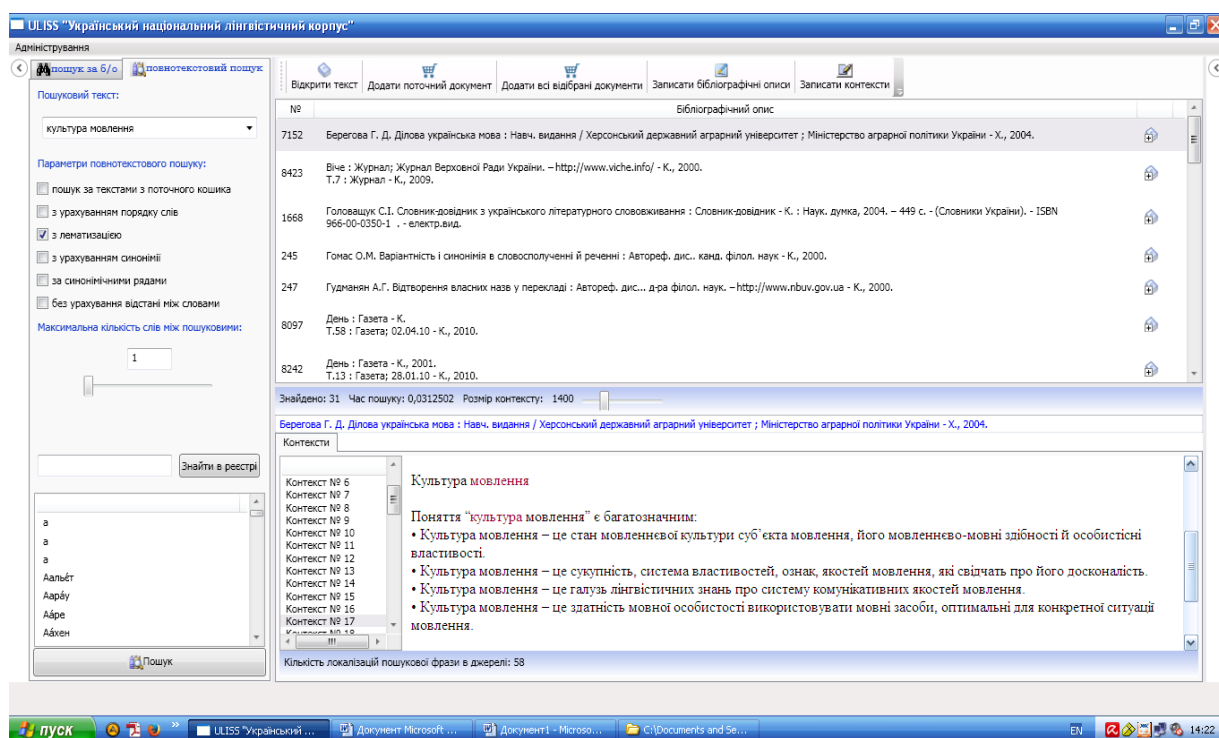 ULISS "Український національний лінгвістичний корпус"
Адміністрування
пошук за б/о
повнотекстовий пошук
Пошуковий текст:
культура мовлення
Параметри повнотекстового пошуку:
пошук за текстами з поточного кошика
з урахуванням порядку слів
з лематизацією
з урахуванням синонімії
за синонімічними рядами
без урахування відстані між словами
Максимальна кількість слів між пошуковими:
1
Знайти в реєстрі
а
а
а
Аальéт
Аарáу
Аáре
Аáхен
Пошук
Відкрити текст
Додати поточний документ
Додати всі відібрані документи
Записати бібліографічні описи
Записати контексти
№ Бібліографічний опис
7152 Берегова Г. Д. Ділова українська мова : Навч. видання / Херсонський державний аграрний університет ; Міністерство аграрної політики України - Х., 2004.
8423 Віче : Журнал; Журнал Верховної Ради України. –http://www.viche.info/ - К., 2000.
Т.7 : Журнал - К., 2009.
1668 Головащук С.І. Словник-довідник з українського літературного слововживання : Словник-довідник - К. : Наук. думка, 2004. – 449 с. - (Словники України). - ISBN
966-00-0350-1 . - електр.вид.
245 Гомас О.М. Варіантність і синонімія в словосполученні й реченні : Автореф. дис.. канд. філол. наук - К., 2000.
247 Гудманян А.Г. Відтворення власних назв у перекладі : Автореф. дис... д-ра філол. наук. –http://www.nbuv.gov.ua - К., 2000.
8097 День : Газета - К.
Т.58 : Газета; 02.04.10 - К., 2010.
8242 День : Газета - К., 2001.
Т.13 : Газета; 28.01.10 - К., 2010.
Знайдено: 31 Час пошуку: 0,0312502 Розмір контексту: 1400
Берегова Г. Д. Ділова українська мова : Навч. видання / Херсонський державний аграрний університет ; Міністерство аграрної політики України - Х., 2004.
Контексти
Контекст № 6
Контекст № 7
Контекст № 8
Контекст № 9
Контекст № 10
Контекст № 11
Контекст № 12
Контекст № 13
Контекст № 14
Контекст № 15
Контекст № 16
Контекст № 17
Контекст № 18
Культура мовлення
Поняття “культура мовлення” є багатозначним:
• Культура мовлення – це стан мовленнєвої культури суб’єкта мовлення, його мовленнєво-мовні здібності й особистісні
властивості.
• Культура мовлення – це сукупність, система властивостей, ознак, якостей мовлення, які свідчать про його досконалість.
• Культура мовлення – це галузь лінгвістичних знань про систему комунікативних якостей мовлення.
• Культура мовлення – це здатність мовної особистості використовувати мовні засоби, оптимальні для конкретної ситуації
мовлення.
Кількість локалізацій пошукової фрази в джерелі: 58
пуск
ULISS "Український ...
Документ Microsoft ...
Документ1 - Microso...
C:\Documents and Se...
EN
14:22